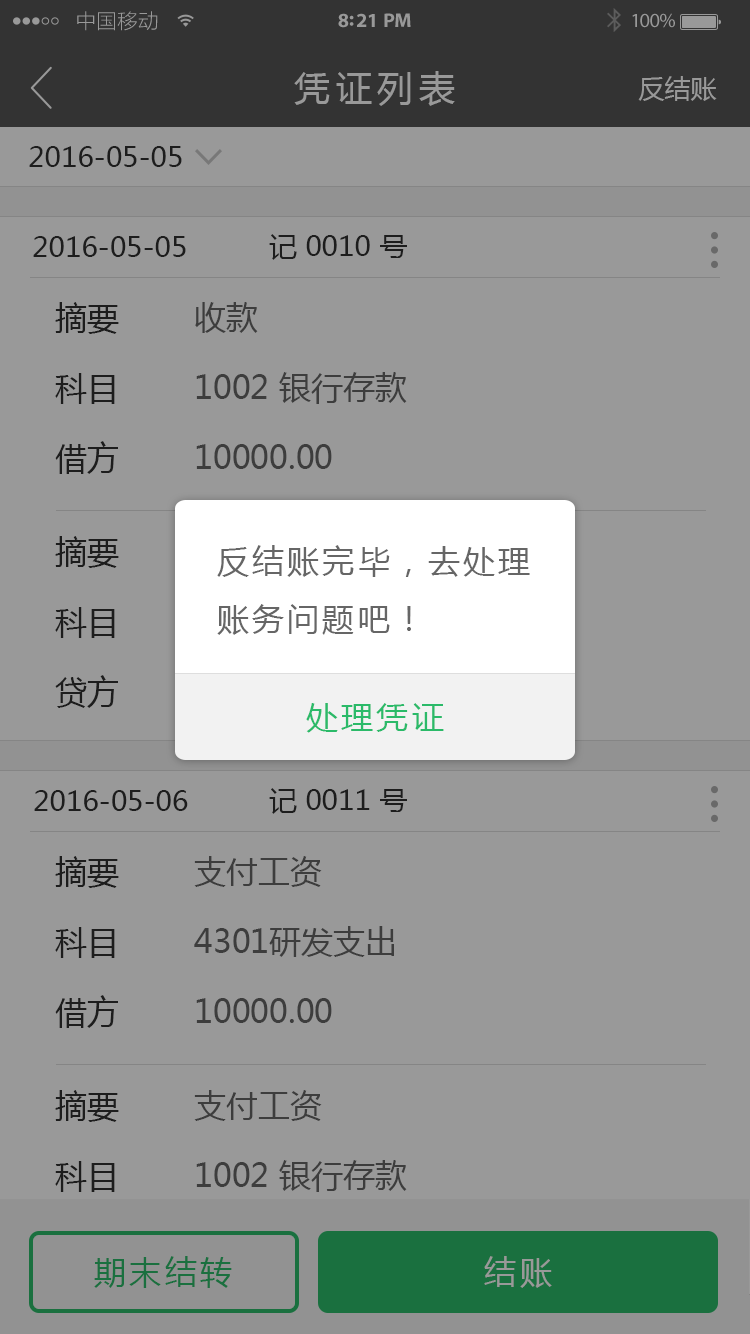 中国移动 8:21 PM 100%
凭证列表 反结账
2016-05-05
2016-05-05 记 0010 号
摘要 收款
科目 1002 银行存款
借方 10000.00
摘要
科目
贷方
反结账完毕，去处理
账务问题吧！
处理凭证
2016-05-06 记 0011 号
摘要 支付工资
科目 4301研发支出
借方 10000.00
摘要 支付工资
科目 1002 银行存款
期末结转 结账